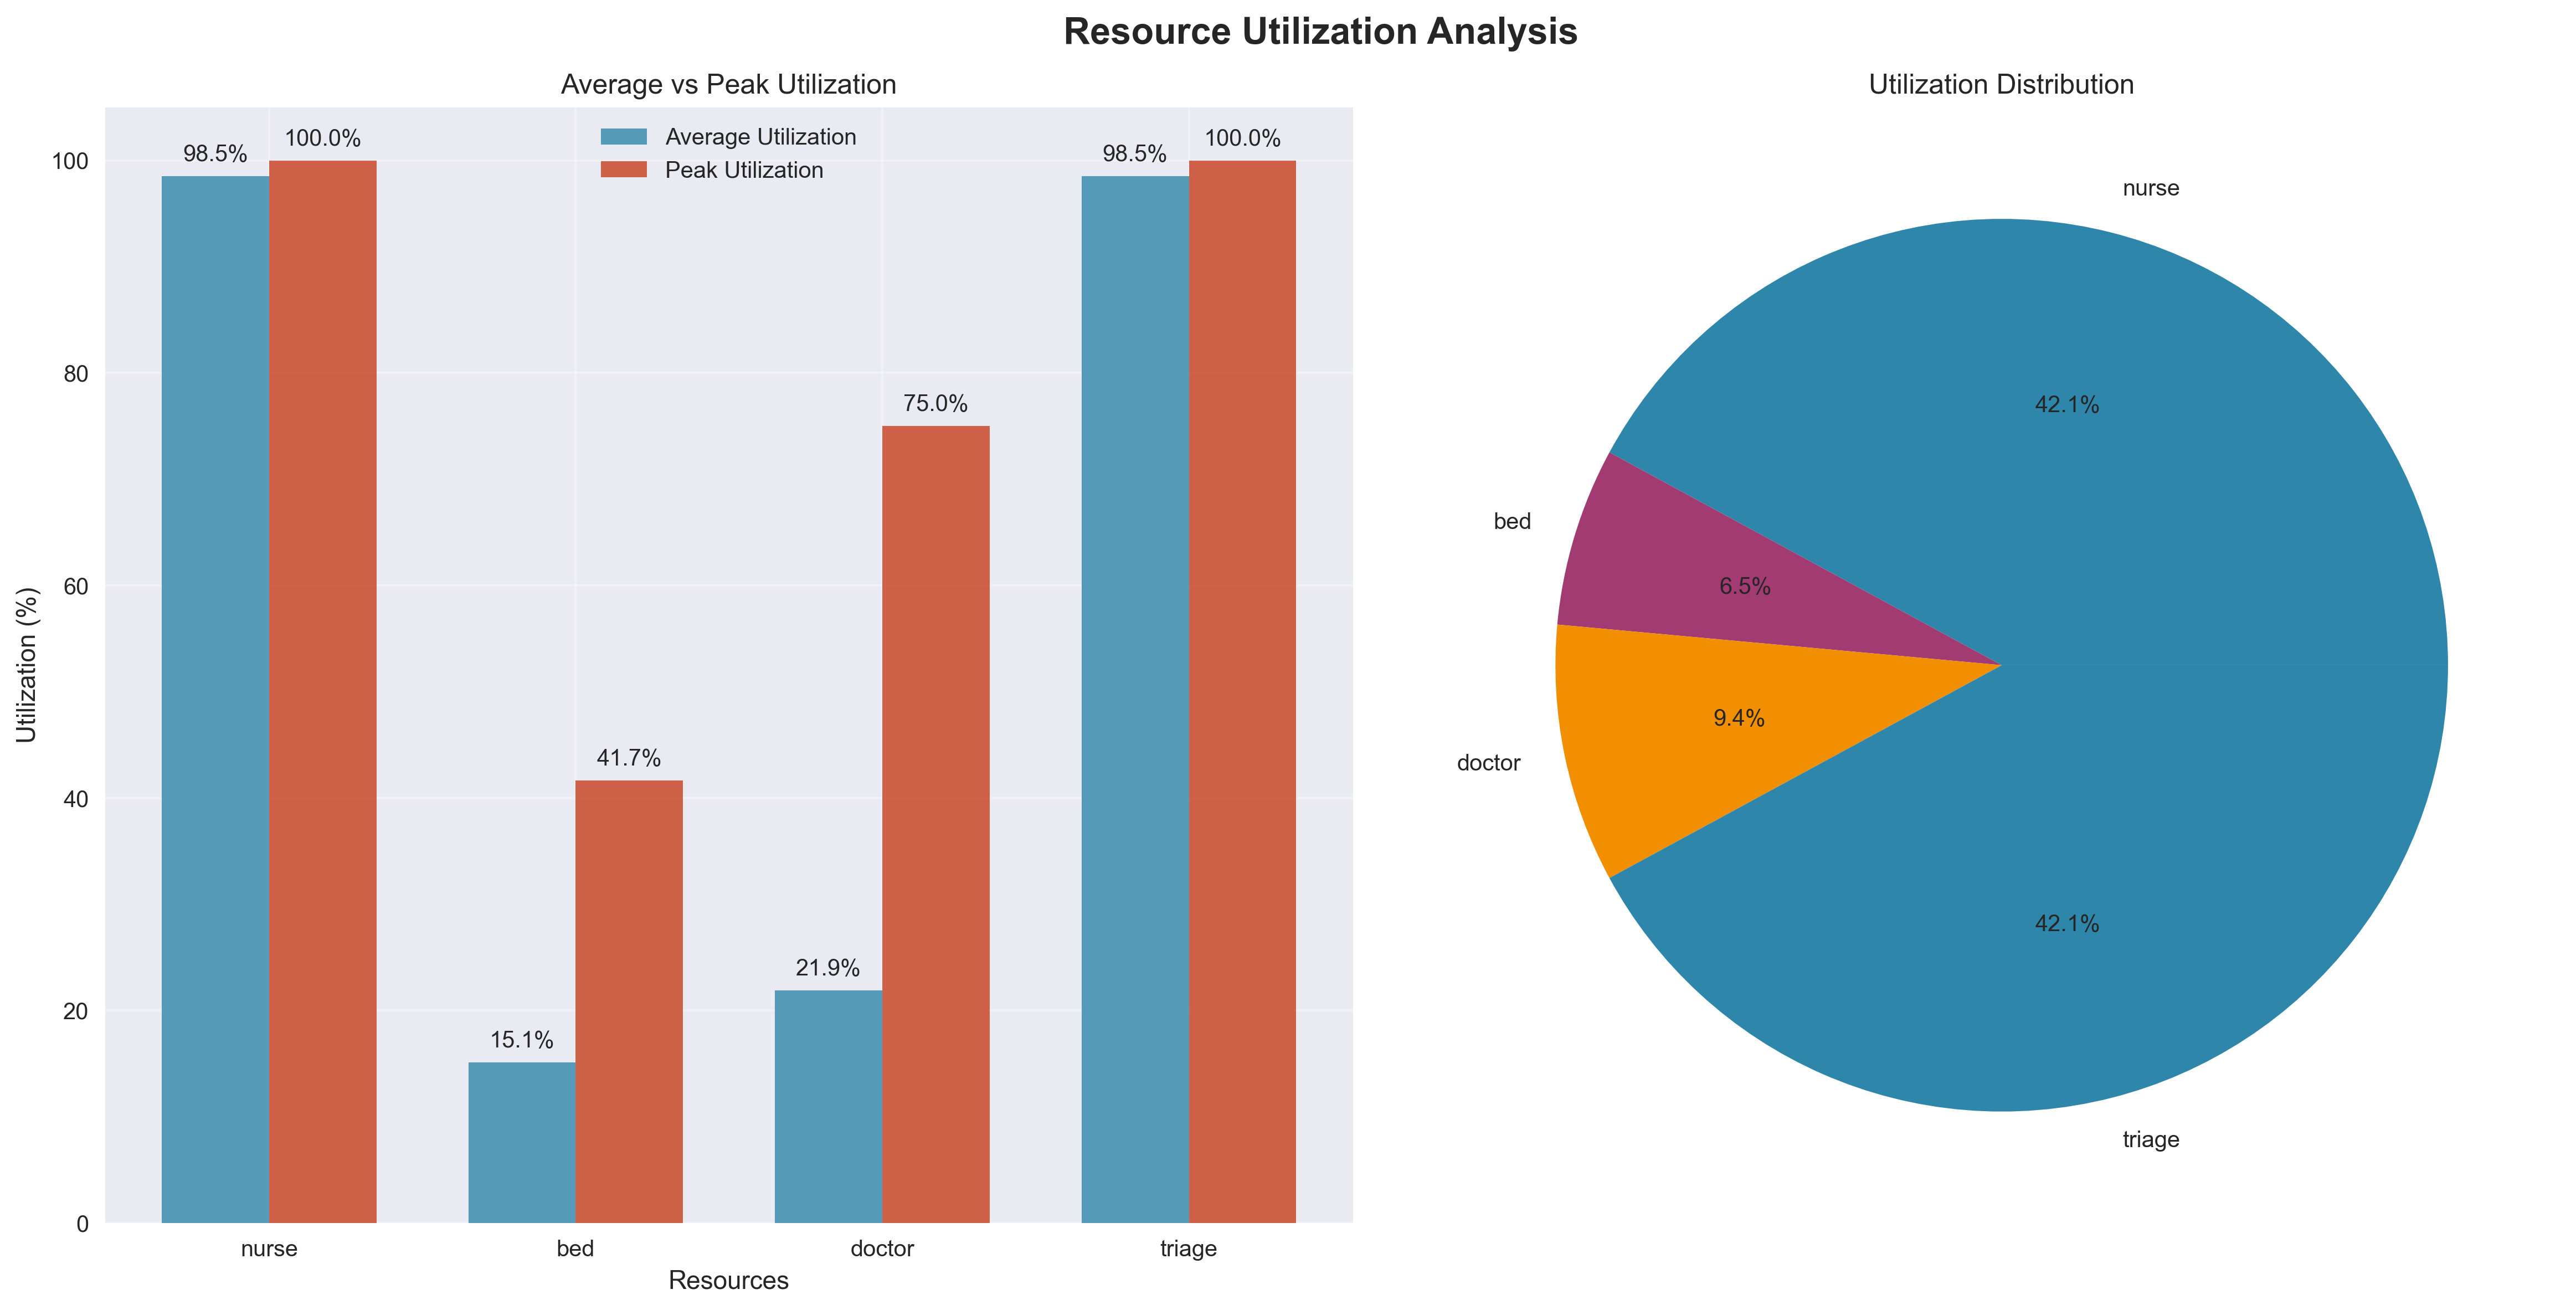 Resource Utilization Analysis
Average vs Peak Utilization
Average Utilization
Peak Utilization
98.5%
100.0%
15.1%
41.7%
21.9%
75.0%
98.5%
100.0%
100
80
60
40
20
0
Utilization (%)
nurse
bed
doctor
triage
Resources
Utilization Distribution
nurse
42.1%
bed
6.5%
doctor
9.4%
triage
42.1%